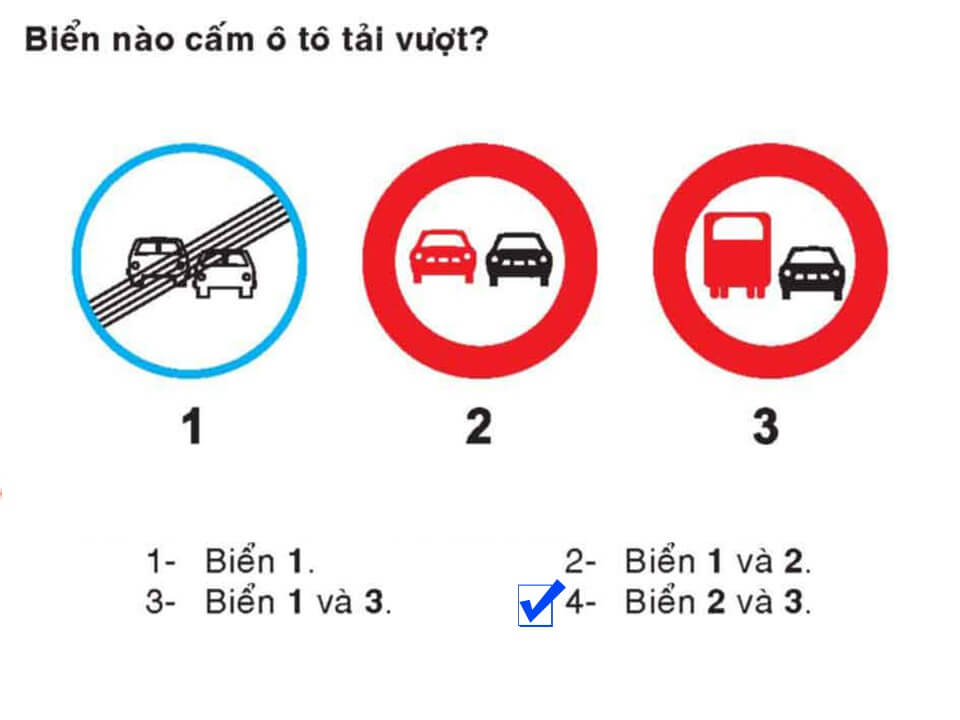 Biển nào cấm ô tô tải vượt?
1 2 3
1- Biển 1. 2- Biển 1 và 2.
3- Biển 1 và 3. 4- Biển 2 và 3.